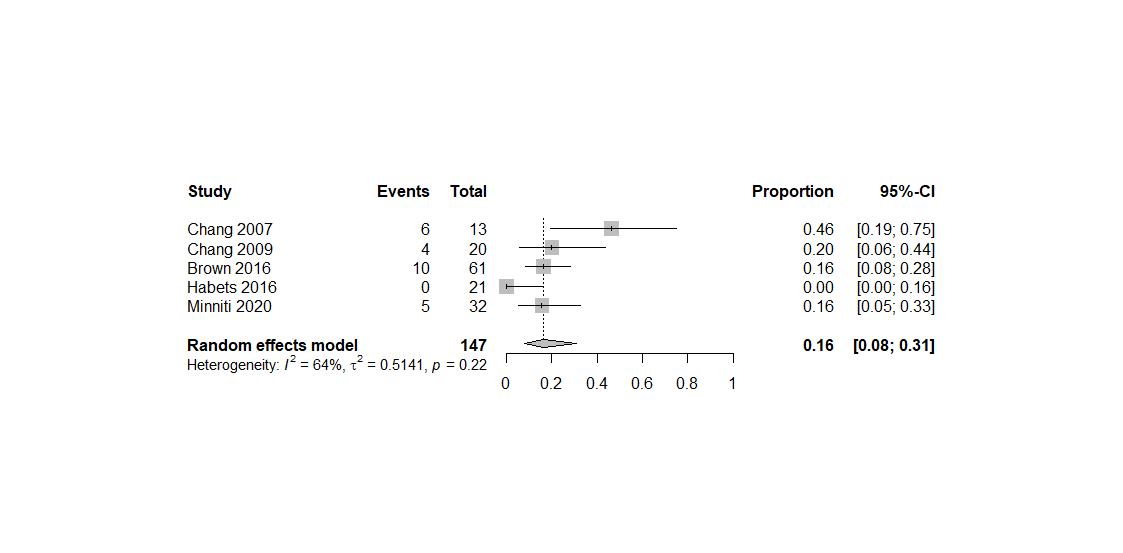 Study Events Total Proportion 95%-CI
Chang 2007 6 13 0.46 [0.19; 0.75]
Chang 2009 4 20 0.20 [0.06; 0.44]
Brown 2016 10 61 0.16 [0.08; 0.28]
Habets 2016 0 21 0.00 [0.00; 0.16]
Minniti 2020 5 32 0.16 [0.05; 0.33]
Random effects model 147 0.16 [0.08; 0.31]
Heterogeneity: I² = 64%, τ² = 0.5141, p = 0.22
0 0.2 0.4 0.6 0.8 1